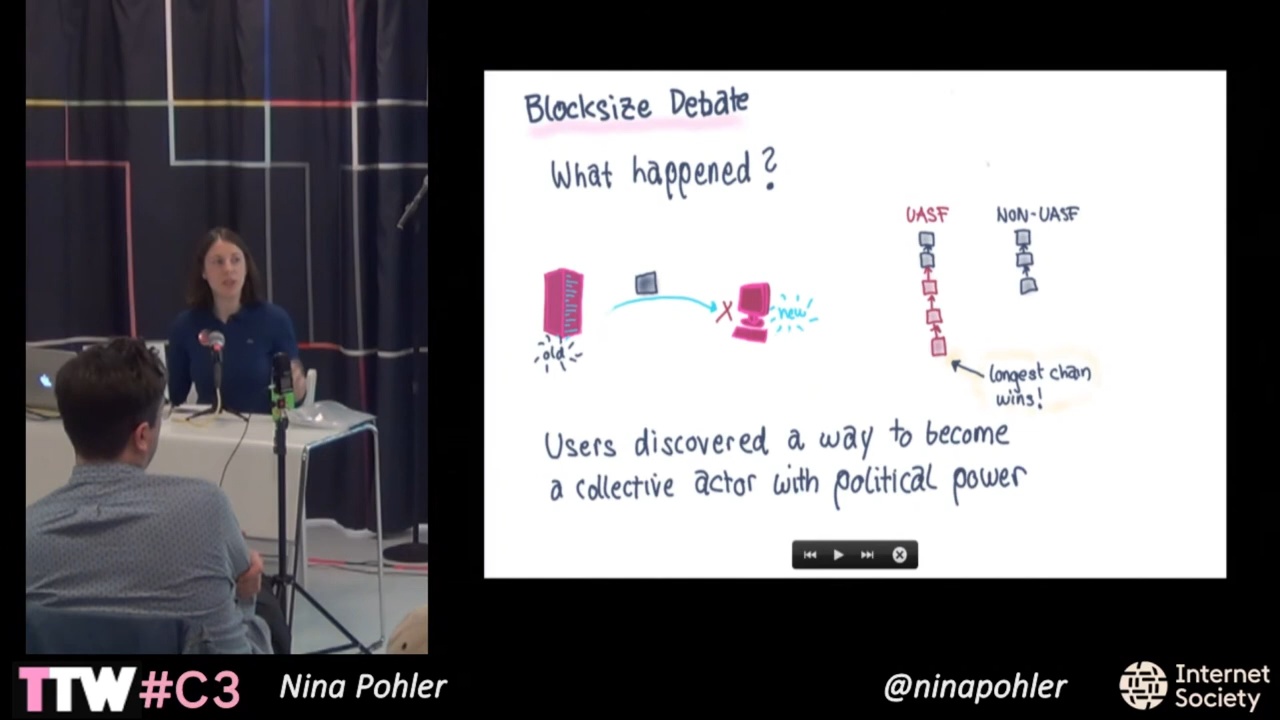 Blocksize Debate
What happened?
UASF
NON-UASF
new
old
longest chain
wins!
Users discovered a way to become
a collective actor with political power
TTW#C3
Nina Pohler
@ninapohler
Internet
Society